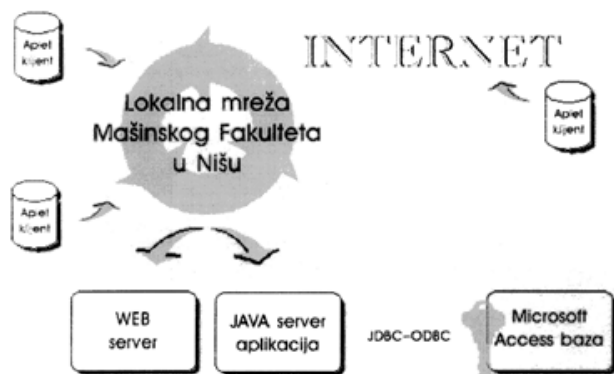 Aplet
klijent
INTERNET
Lokalna mreža
Mašinskog Fakulteta
u Nišu
Aplet
klijent
Aplet
klijent
WEB
server
JAVA server
aplikacija
JDBC-ODBC
Microsoft
Access baza